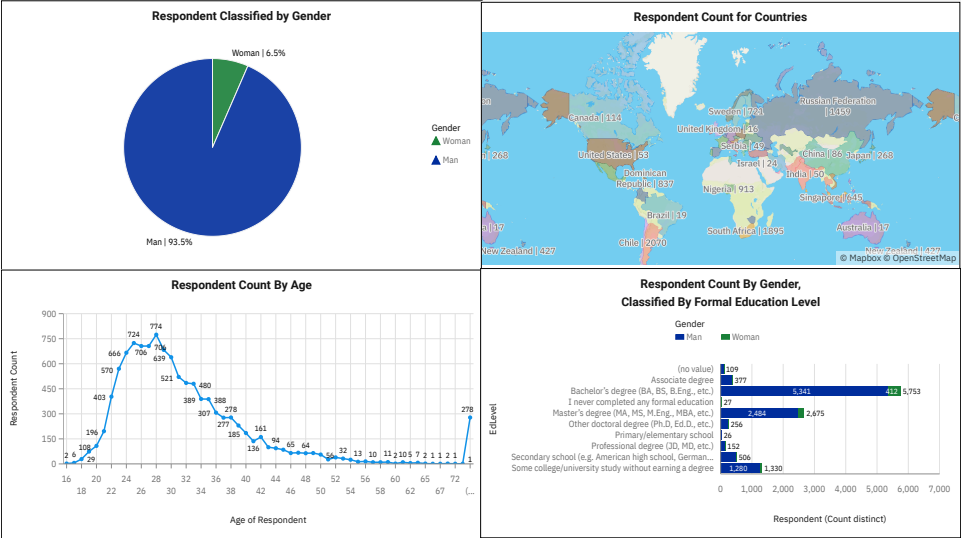 Respondent Classified by Gender
Woman | 6.5%
Man | 93.5%
Gender
Woman
Man
Respondent Count for Countries
Russian Federation
| 1459
Sweden | 721
Canada | 114
United Kingdom | 16
Serbia | 49
United States | 53
China | 86
Japan | 268
| 268
Israel | 24
Dominican
Republic | 837
India | 50
Nigeria | 913
Singapore | 645
Brazil | 19
South Africa | 1895
Australia | 17
Chile | 2070
New Zealand | 427
New Zealand | 427
© Mapbox © OpenStreetMap
Respondent Count By Age
Respondent Count
900
750
600
450
300
150
0
2 6 29 108 196 403 570 666 724 706 774 706 639 521 389 480 307 388 277 278 185 136 161 94 65 64 56 32 13 10 11 2 10 5 7 2 1 1 2 1 278 1
16 20 24 28 32 36 40 44 48 52 56 60 65 72
18 22 26 30 34 38 42 46 50 54 58 62 67 (...
Age of Respondent
Respondent Count By Gender,
Classified By Formal Education Level
Gender
Man Woman
EdLevel
(no value) 109
Associate degree 377
Bachelor's degree (BA, BS, B.Eng., etc.) 5,341 412 5,753
I never completed any formal education 27
Master's degree (MA, MS, M.Eng., MBA, etc.) 2,484 2,675
Other doctoral degree (Ph.D, Ed.D., etc.) 256
Primary/elementary school 26
Professional degree (JD, MD, etc.) 152
Secondary school (e.g. American high school, German... 506
Some college/university study without earning a degree 1,280 1,330
0 1,000 2,000 3,000 4,000 5,000 6,000 7,000
Respondent (Count distinct)